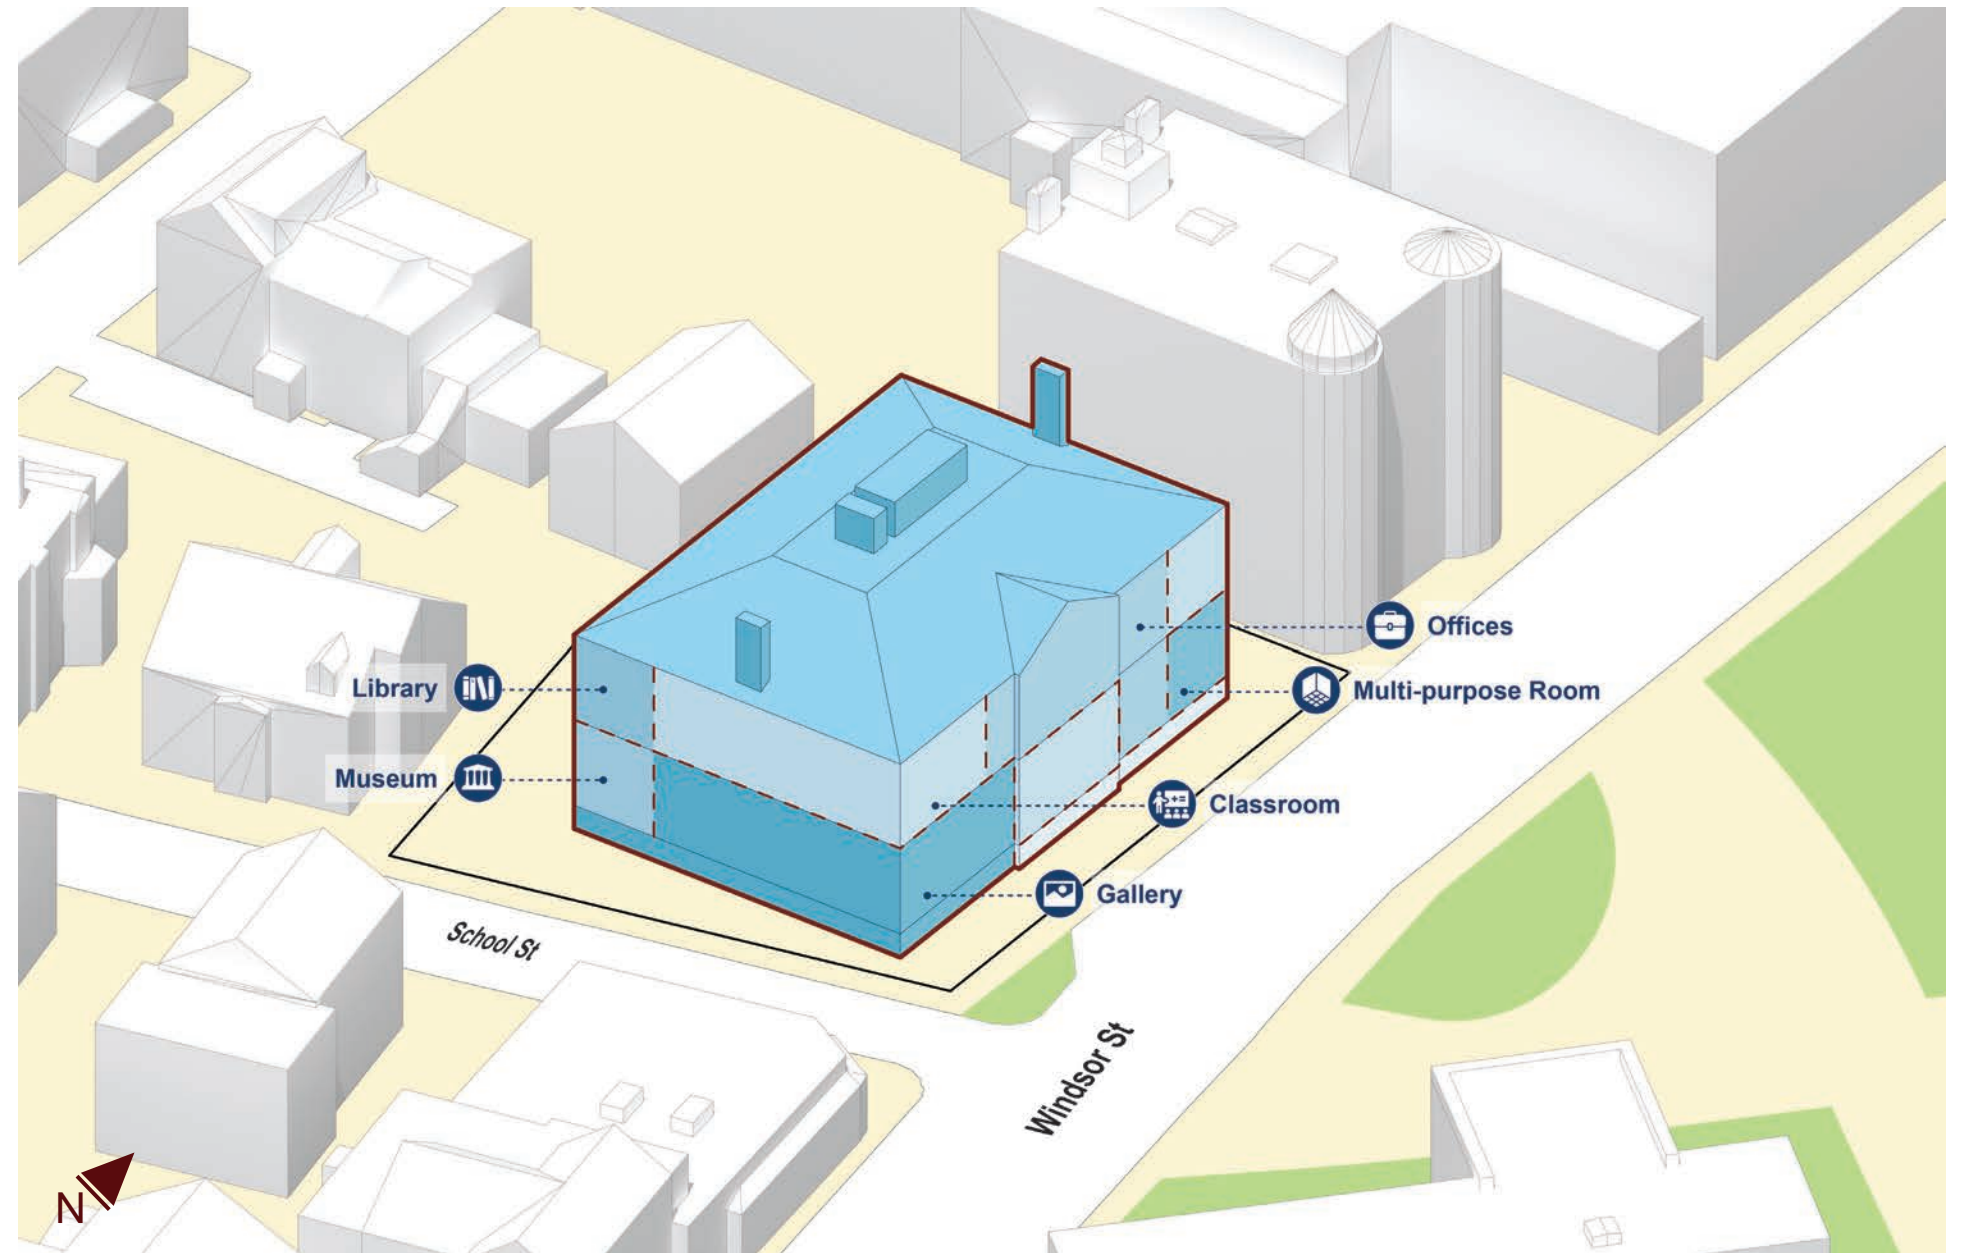 Offices
Library
Multi-purpose Room
Museum
Classroom
Gallery
School St
Windsor St
N